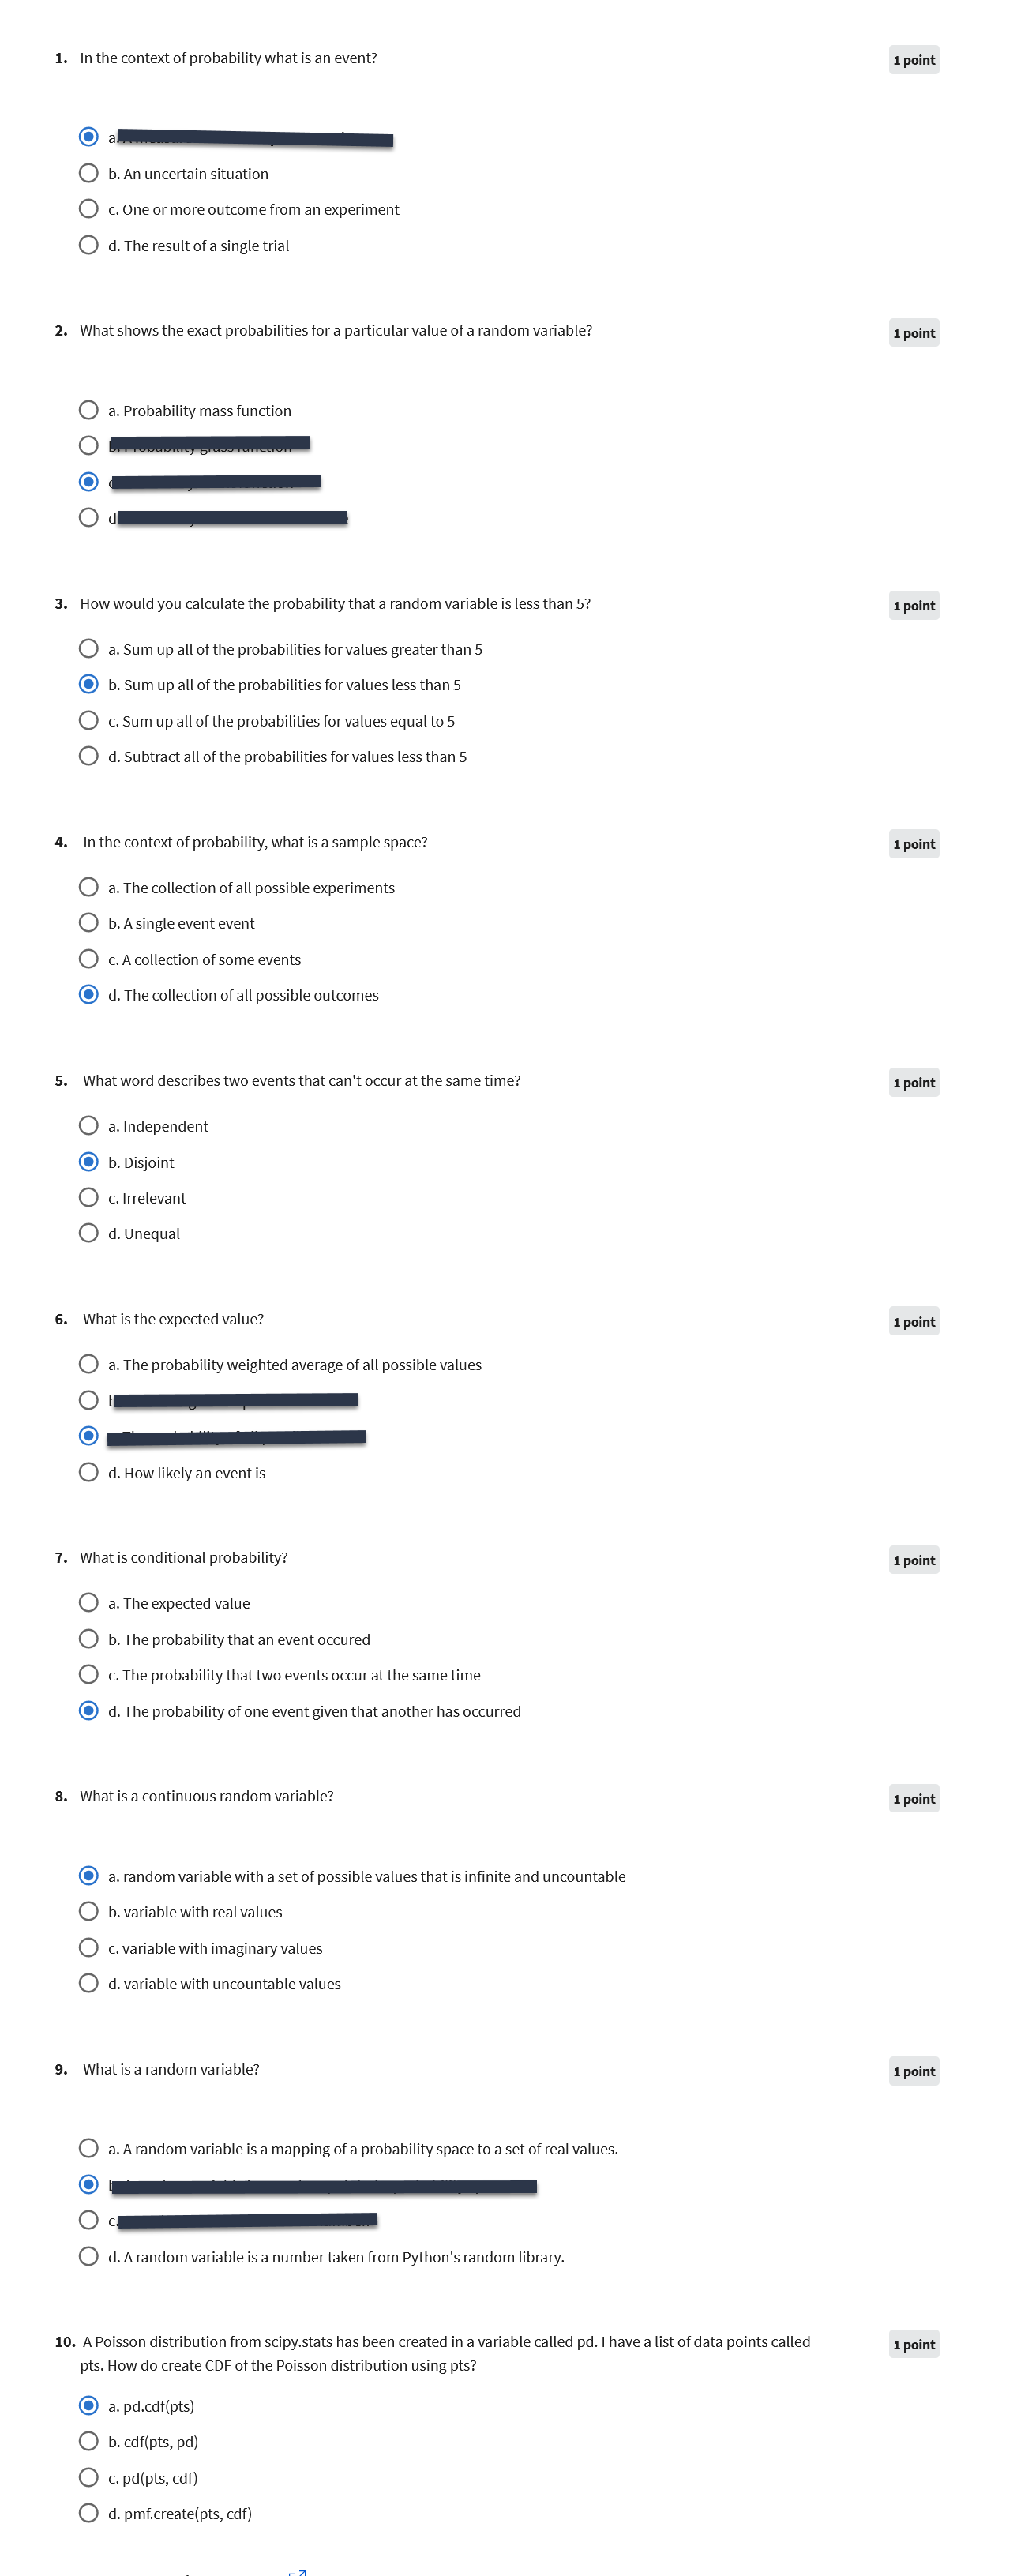 1. In the context of probability what is an event?
1 point
a.
b. An uncertain situation
c. One or more outcome from an experiment
d. The result of a single trial
2. What shows the exact probabilities for a particular value of a random variable?
1 point
a. Probability mass function
d
3. How would you calculate the probability that a random variable is less than 5?
1 point
a. Sum up all of the probabilities for values greater than 5
b. Sum up all of the probabilities for values less than 5
c. Sum up all of the probabilities for values equal to 5
d. Subtract all of the probabilities for values less than 5
4. In the context of probability, what is a sample space?
1 point
a. The collection of all possible experiments
b. A single event event
c. A collection of some events
d. The collection of all possible outcomes
5. What word describes two events that can't occur at the same time?
1 point
a. Independent
b. Disjoint
c. Irrelevant
d. Unequal
6. What is the expected value?
1 point
a. The probability weighted average of all possible values
d. How likely an event is
7. What is conditional probability?
1 point
a. The expected value
b. The probability that an event occured
c. The probability that two events occur at the same time
d. The probability of one event given that another has occurred
8. What is a continuous random variable?
1 point
a. random variable with a set of possible values that is infinite and uncountable
b. variable with real values
c. variable with imaginary values
d. variable with uncountable values
9. What is a random variable?
1 point
a. A random variable is a mapping of a probability space to a set of real values.
c.
d. A random variable is a number taken from Python's random library.
10. A Poisson distribution from scipy.stats has been created in a variable called pd. I have a list of data points called
pts. How do create CDF of the Poisson distribution using pts?
1 point
a. pd.cdf(pts)
b. cdf(pts, pd)
c. pd(pts, cdf)
d. pmf.create(pts, cdf)